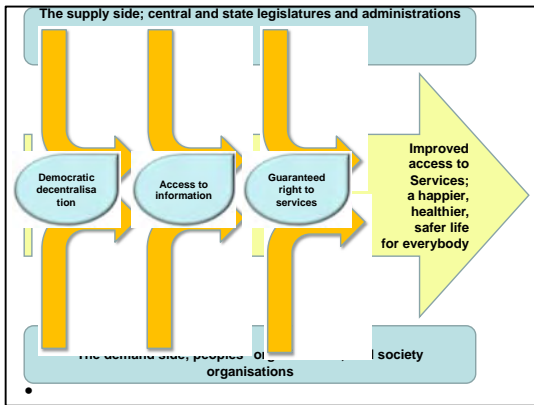 The supply side; central and state legislatures and administrations
Democratic
decentralisa
tion
Access to
information
Guaranteed
right to
services
Improved
access to
Services;
a happier,
healthier,
safer life
for everybody
The demand side; peoples' society
organisations